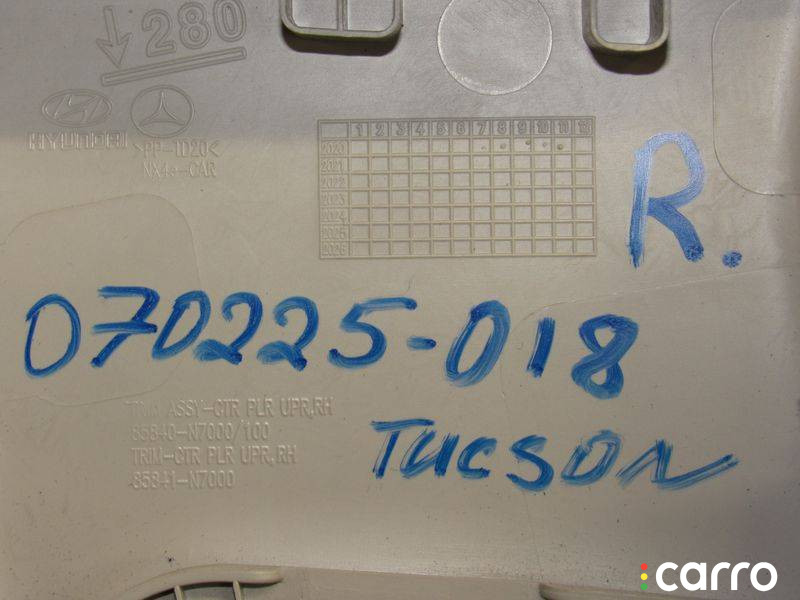 280
HYUNDAI
>PP-TD20<
NX4e-CAR
1 2 3 4 5 6 7 8 9 10 11 12
2020
2021
2022
2023
2024
2025
2026
R.
070225-018
TRIM ASSY-CTR PLR UPR,RH
85840-N7000/100
TRIM-CTR PLR UPR,RH
85841-N7000
TUCSON
carro